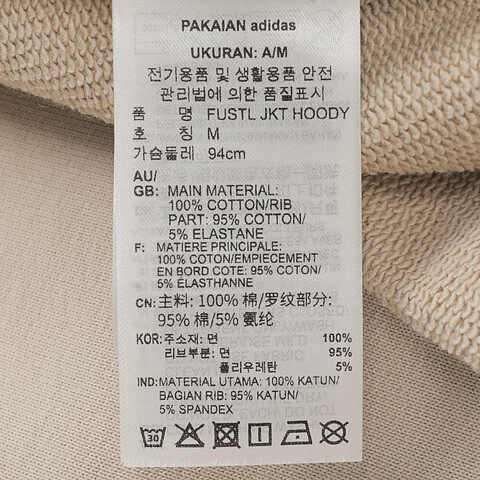 PAKAIAN adidas
UKURAN: A/M
전기용품 및 생활용품 안전
관리법에 의한 품질표시
품 명 FUSTL JKT HOODY
호 칭 M
가슴둘레 94cm
AU/
GB: MAIN MATERIAL:
100% COTTON/RIB
PART: 95% COTTON/
5% ELASTANE
F: MATIERE PRINCIPALE:
100% COTON/EMPIECEMENT
EN BORD COTE: 95% COTON/
5% ÉLASTHANNE
CN: 主料: 100% 棉/罗纹部分:
95% 棉/5% 氨纶
KOR: 주소재: 면 100%
리브부분: 면 95%
폴리우레탄 5%
IND: MATERIAL UTAMA: 100% KATUN/
BAGIAN RIB: 95% KATUN/
5% SPANDEX
30